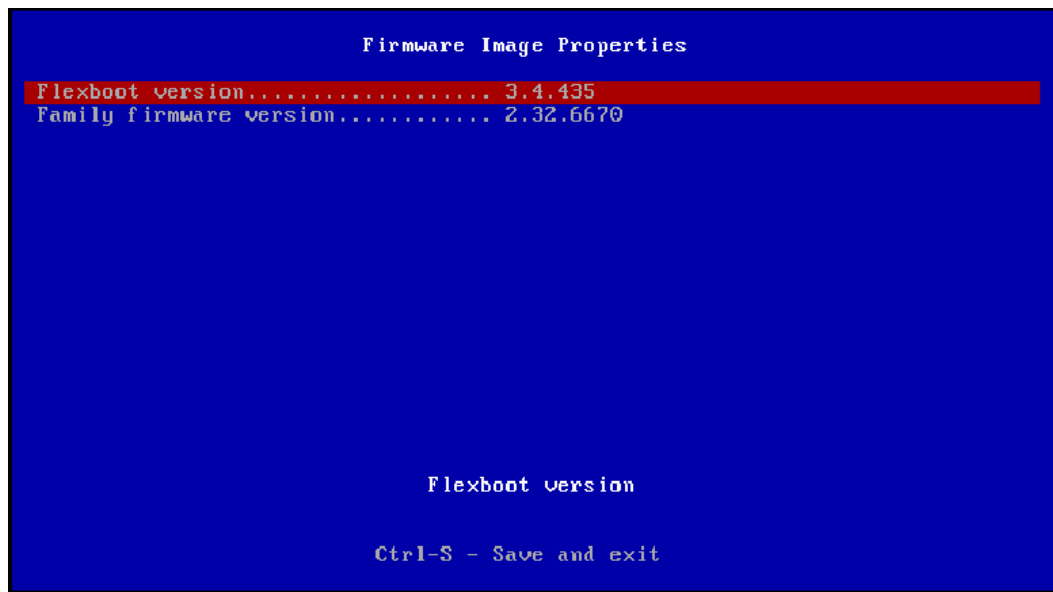 Firmware Image Properties
Flexboot version................... 3.4.435
Family firmware version............ 2.32.6670
Flexboot version
Ctrl-S - Save and exit